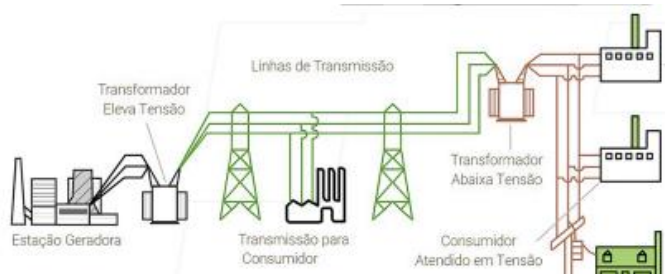 Linhas de Transmissão
Transformador
Eleva Tensão
Transformador
Abaixa Tensão
Estação Geradora
Transmissão para
Consumidor
Consumidor
Atendido em Tensão